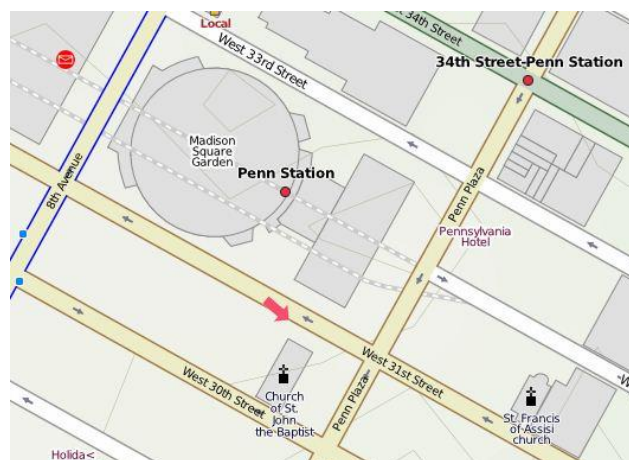 st 34th Street
Local
West 33rd Street
34th Street-Penn Station
Madison
Square
Garden
Penn Station
8th Avenue
Penn Plaza
Pennsylvania
Hotel
West 31st Street
West 30th Street
Penn Plaza
Church
of St.
John
the Baptist
St. Francis
of Assisi
church
"W
Holida<